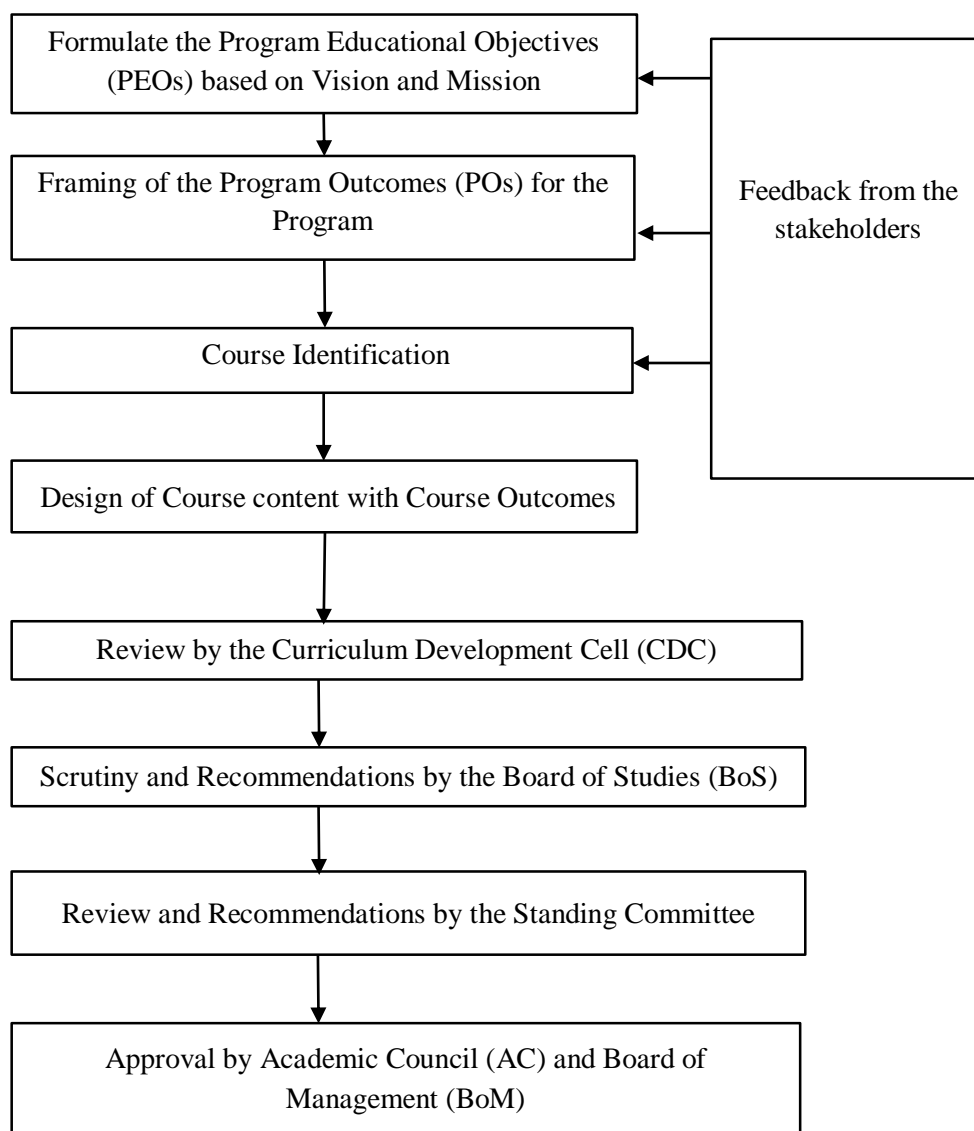 Formulate the Program Educational Objectives
(PEOs) based on Vision and Mission
Framing of the Program Outcomes (POs) for the
Program
Feedback from the
stakeholders
Course Identification
Design of Course content with Course Outcomes
Review by the Curriculum Development Cell (CDC)
Scrutiny and Recommendations by the Board of Studies (BoS)
Review and Recommendations by the Standing Committee
Approval by Academic Council (AC) and Board of
Management (BoM)